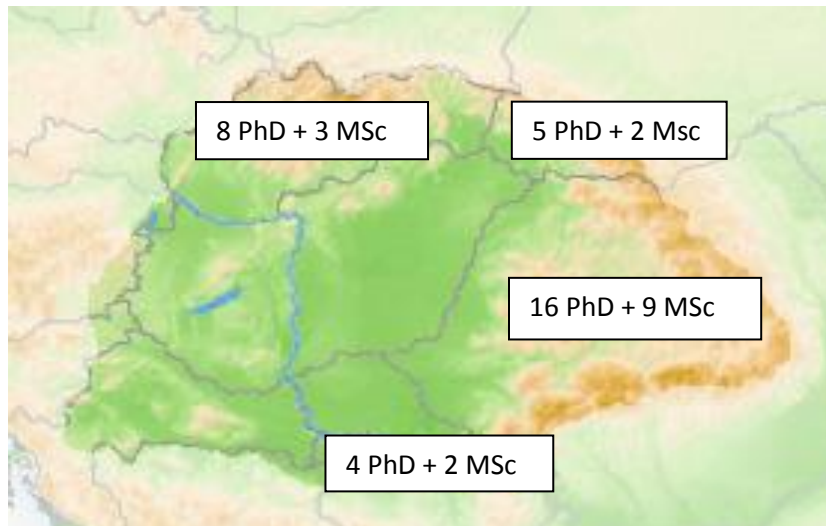 8 PhD + 3 MSc
5 PhD + 2 Msc
16 PhD + 9 MSc
4 PhD + 2 MSc